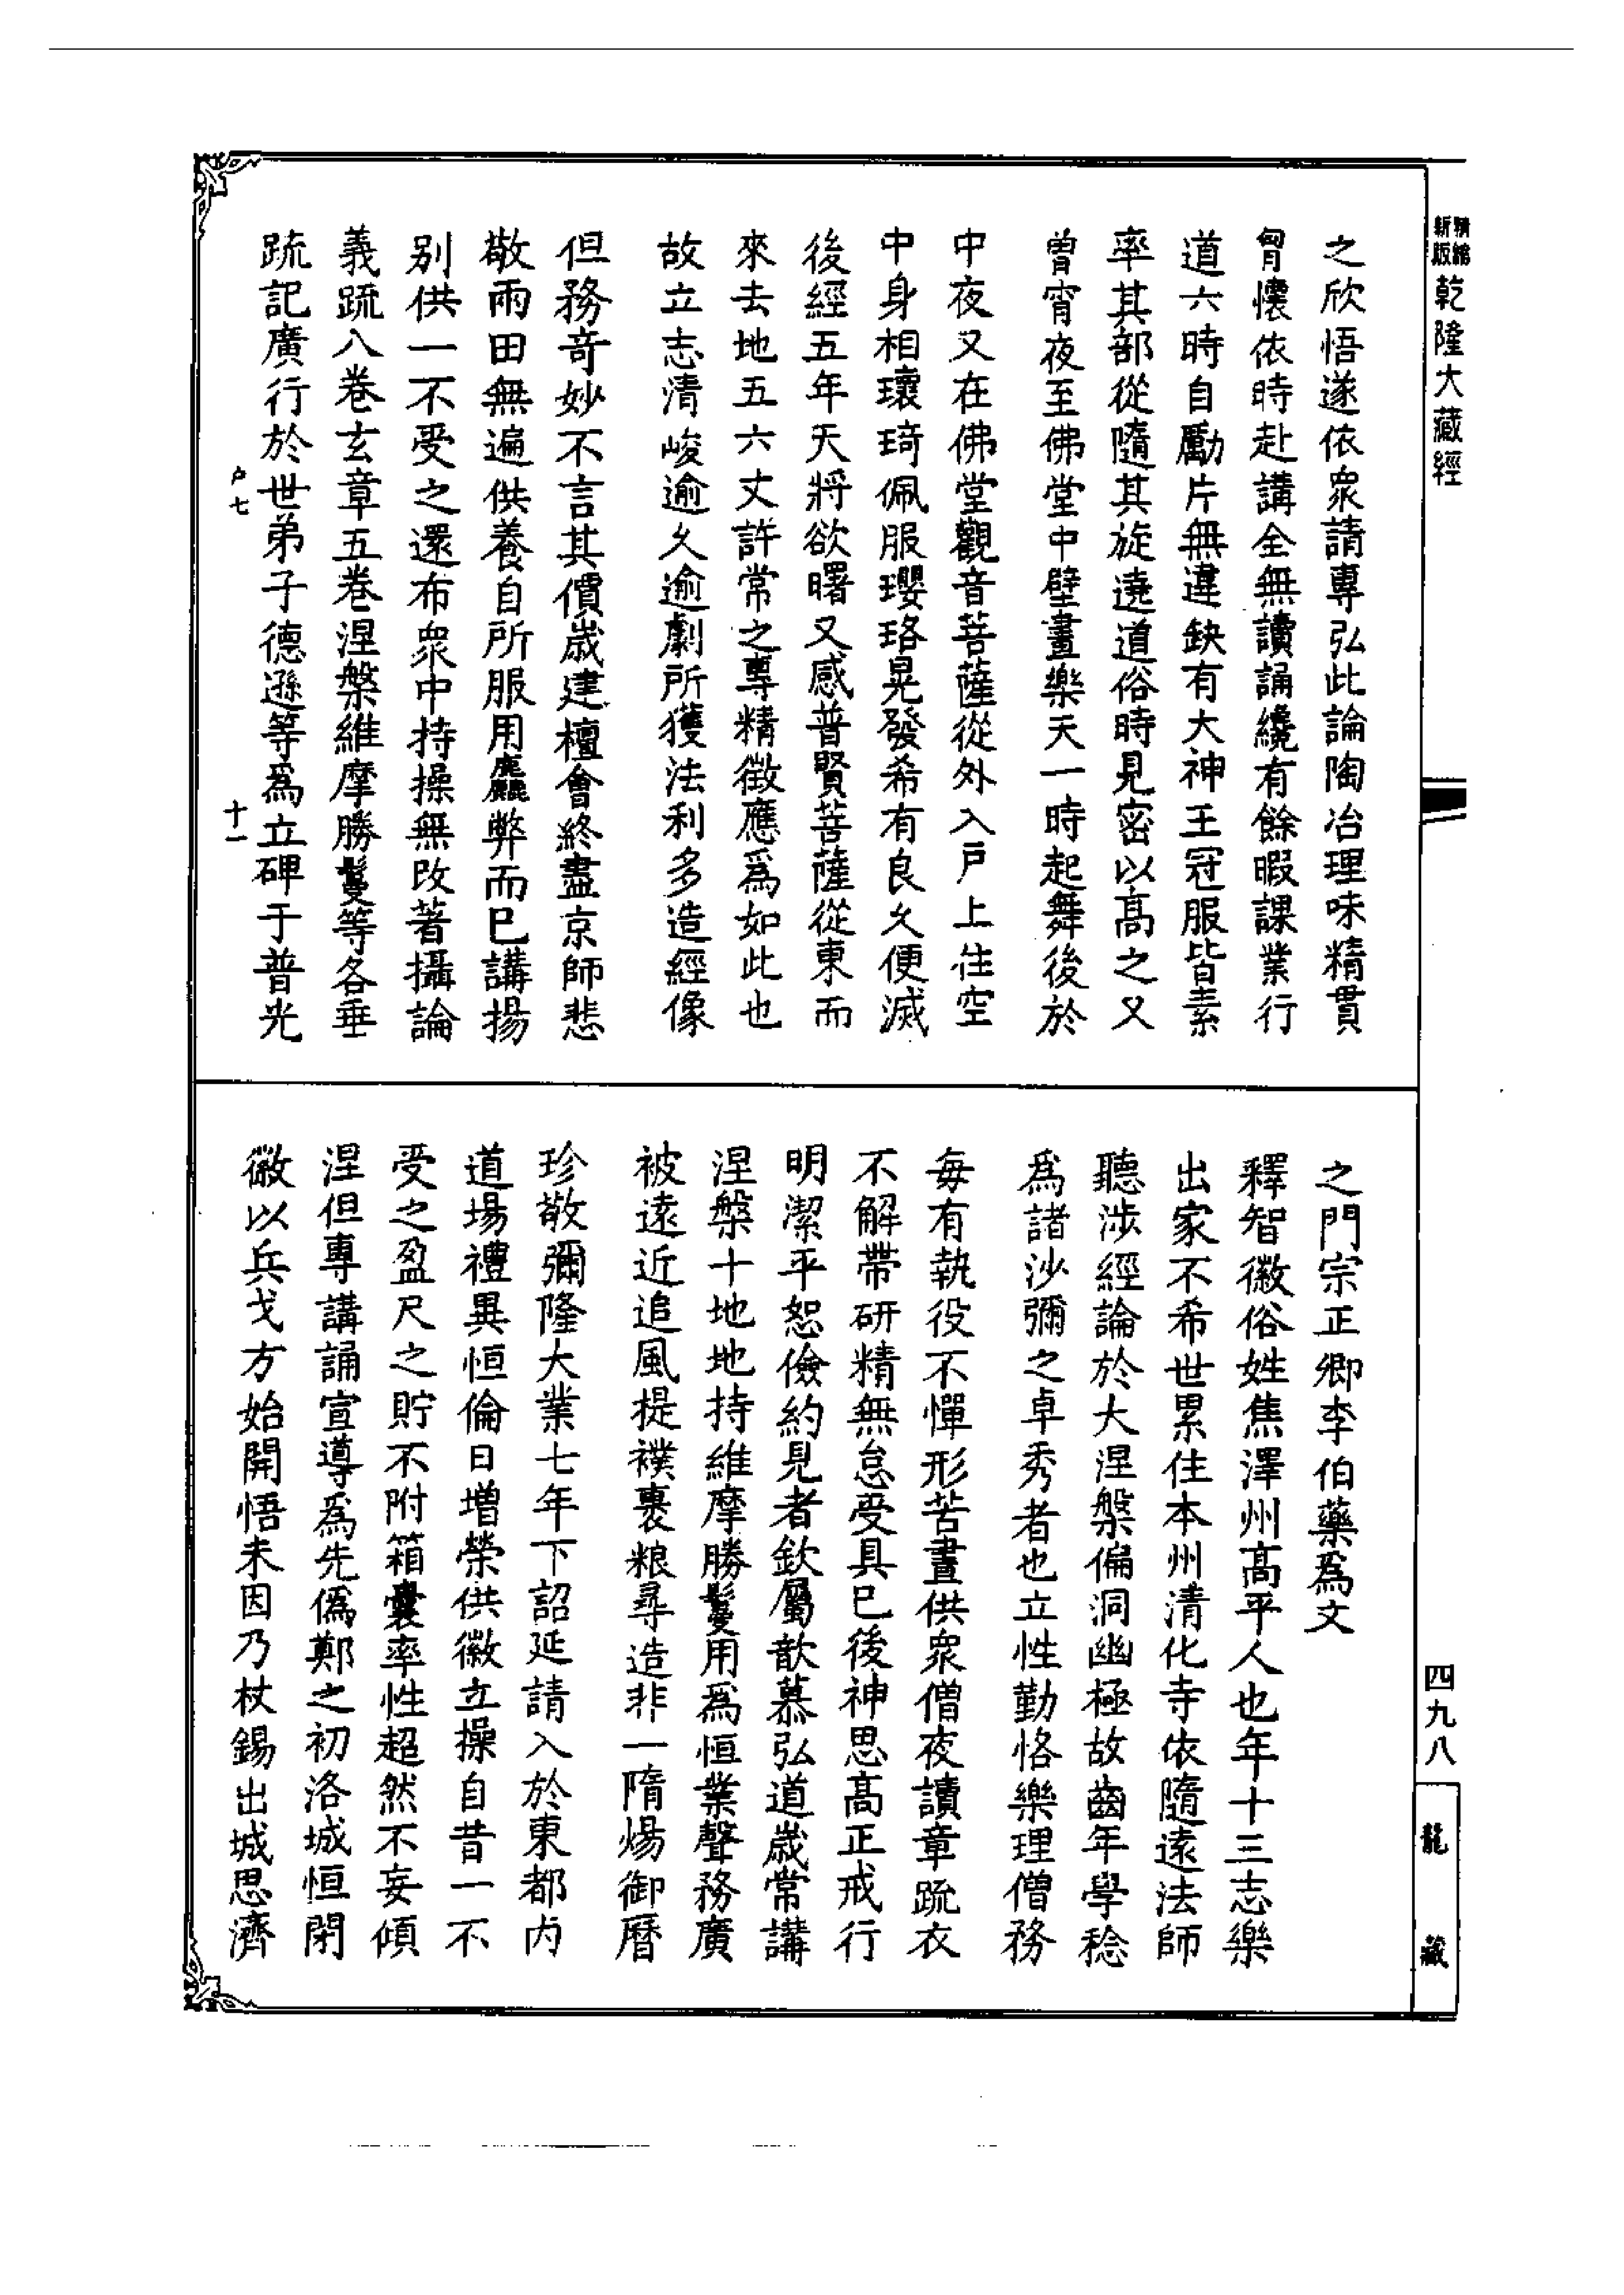 精縮新版乾隆大藏經
之欣悟遂依衆請專弘此論陶冶理味精貫
胷懷依時赴講全無讀誦纔有餘暇課業行
道六時自勵片無違缺有大神王冠服皆素
率其部從隨其旋遶道俗時見密以高之又
曾宵夜至佛堂中壁畫樂天一時起舞後於
中夜又在佛堂觀音菩薩從外入戸上住空
中身相瓌琦佩服瓔珞晃發希有良久便滅
後經五年天將欲曙又感普賢菩薩從東而
來去地五六丈許常之專精徵應爲如此也
故立志清峻逾久逾劇所獲法利多造經像
但務奇妙不言其價歲建檀會終盡京師悲
敬兩田無遍供養自所服用麤弊而已講揚
別供一不受之還布衆中持操無改著攝論
義䟽八卷玄章五卷涅槃維摩勝鬘等各垂
䟽記廣行於世弟子德遜等爲立碑于普光
戶七
十一
之門宗正卿李伯藥爲文
釋智徽俗姓焦澤州高平人也年十三志樂
出家不希世累住本州清化寺依隨遠法師
聽涉經論於大涅槃偏洞幽極故齒年學稔
爲諸沙彌之卓秀者也立性勤恪樂理僧務
每有執役不憚形苦晝供衆僧夜讀章䟽衣
不解帶研精無怠受具已後神思高正戒行
明潔平恕儉約見者欽屬歆慕弘道歲常講
涅槃十地地持維摩勝鬘用爲恒業聲務廣
被遠近追風提襆裹粮尋造非一隋煬御曆
珍敬彌隆大業七年下詔延請入於東都內
道場禮異恒倫日增榮供徽立操自昔一不
受之盈尺之貯不附箱囊率性超然不妄傾
涅但專講誦宣導爲先僞鄭之初洛城恒閉
徽以兵戈方始開悟未因乃杖錫出城思濟
四九八
龍藏